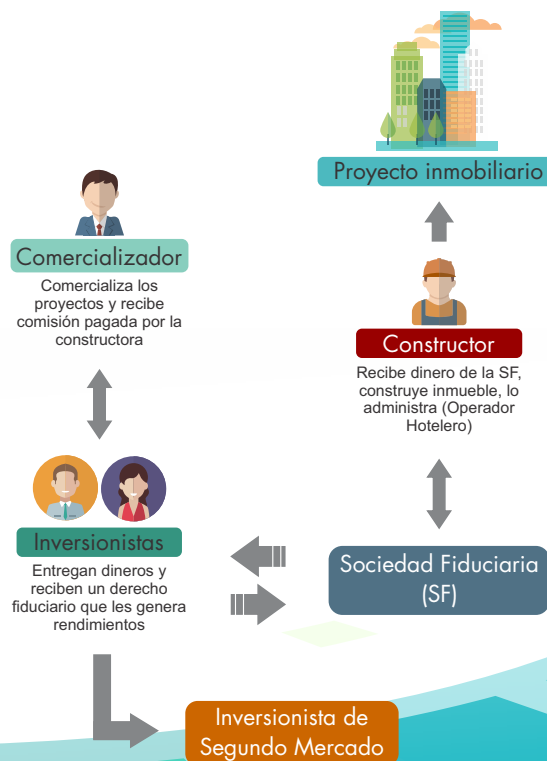 Proyecto inmobiliario
Comercializador
Comercializa los
proyectos y recibe
comisión pagada por la
constructora
Constructor
Recibe dinero de la SF,
construye inmueble, lo
administra (Operador
Hotelero)
Inversionistas
Entregan dineros y
reciben un derecho
fiduciario que les genera
rendimientos
Sociedad Fiduciaria
(SF)
Inversionista de
Segundo Mercado